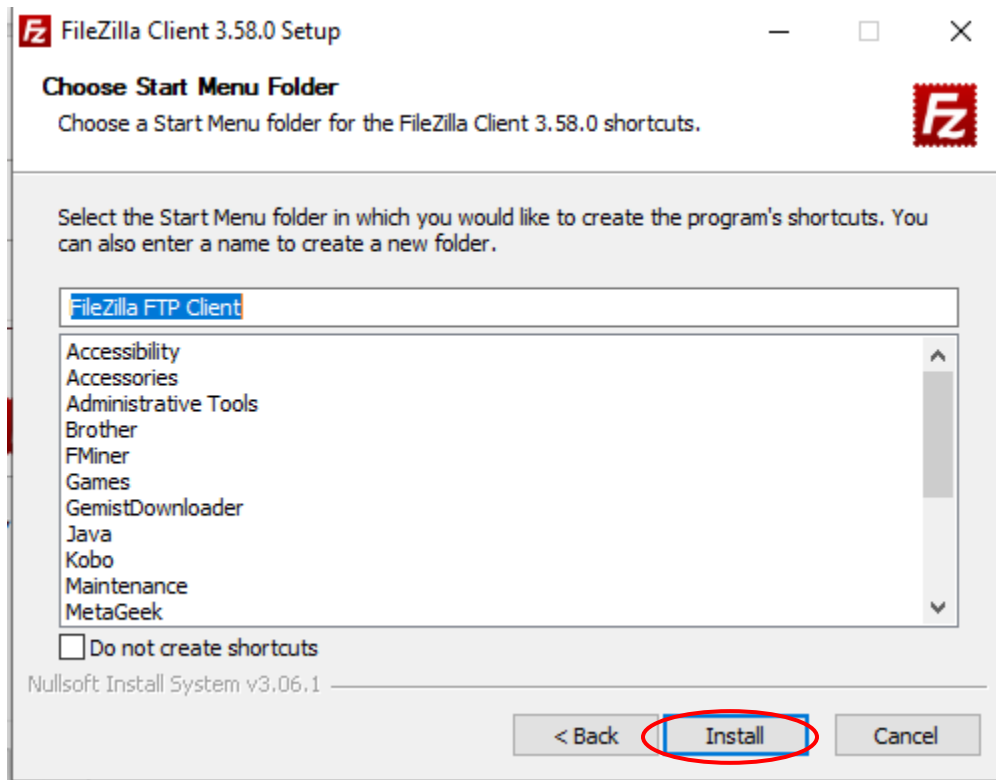 FileZilla Client 3.58.0 Setup
Choose Start Menu Folder
Choose a Start Menu folder for the FileZilla Client 3.58.0 shortcuts.
Fz
Select the Start Menu folder in which you would like to create the program's shortcuts. You
can also enter a name to create a new folder.
FileZilla FTP Client
Accessibility
Accessories
Administrative Tools
Brother
FMiner
Games
GemistDownloader
Java
Kobo
Maintenance
MetaGeek
Do not create shortcuts
Nullsoft Install System v3.06.1
< Back Install Cancel